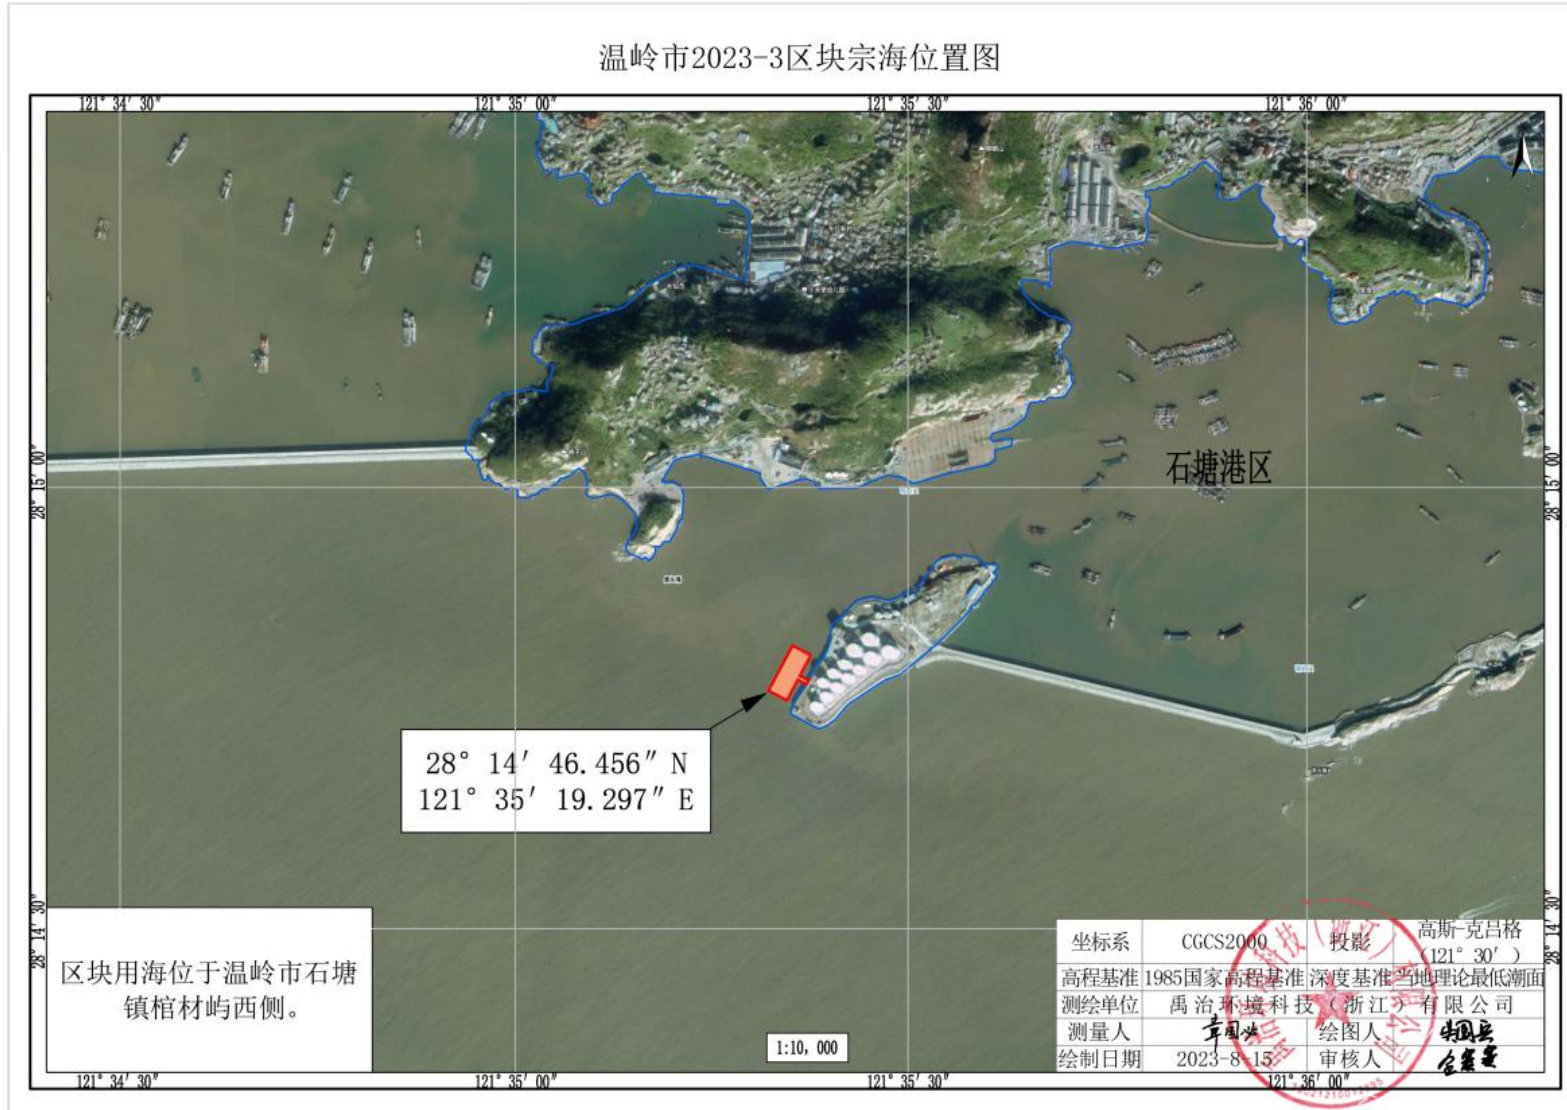 温岭市2023-3区块宗海位置图
121° 34′ 30″ 121° 35′ 00″ 121° 35′ 30″ 121° 36′ 00″
28° 15′ 00″
28° 15′ 00″
石塘港区
28° 14′ 46.456″ N
121° 35′ 19.297″ E
28° 14′ 30″
28° 14′ 30″
区块用海位于温岭市石塘
镇棺材屿西侧。
1:10,000
坐标系 CGCS2000 投影 高斯-克吕格
(121° 30′)
高程基准 1985国家高程基准 深度基准 当地理论最低潮面
测绘单位 禹治环境科技(浙江)有限公司
测量人 绘图人
绘制日期 2023-8-15 审核人
121° 34′ 30″ 121° 35′ 00″ 121° 35′ 30″ 121° 36′ 00″